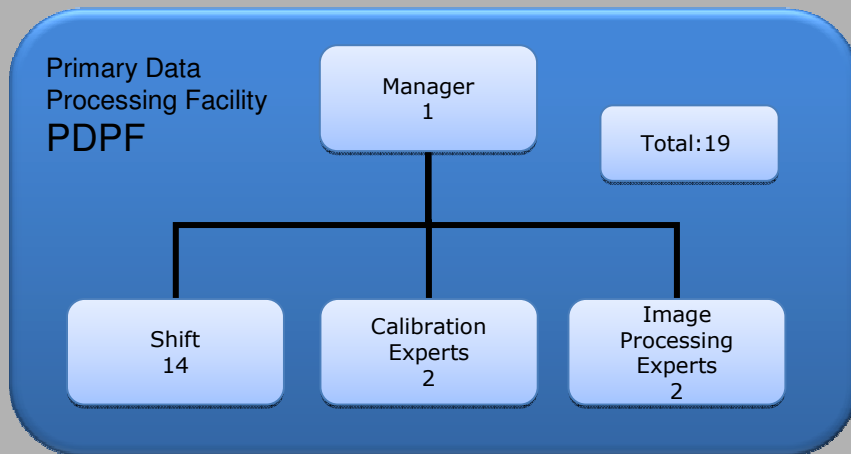 Primary Data
Processing Facility
PDPF
Manager
1
Total:19
Shift
14
Calibration
Experts
2
Image
Processing
Experts
2